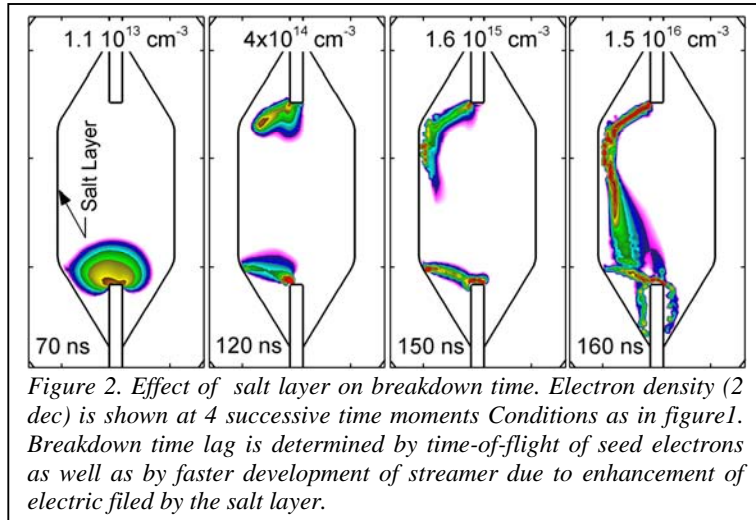 1.1 10¹³ cm⁻³
4x10¹⁴ cm⁻³
1.6 10¹⁵ cm⁻³
1.5 10¹⁶ cm⁻³
Salt Layer
70 ns
120 ns
150 ns
160 ns
Figure 2. Effect of salt layer on breakdown time. Electron density (2
dec) is shown at 4 successive time moments Conditions as in figure1.
Breakdown time lag is determined by time-of-flight of seed electrons
as well as by faster development of streamer due to enhancement of
electric filed by the salt layer.